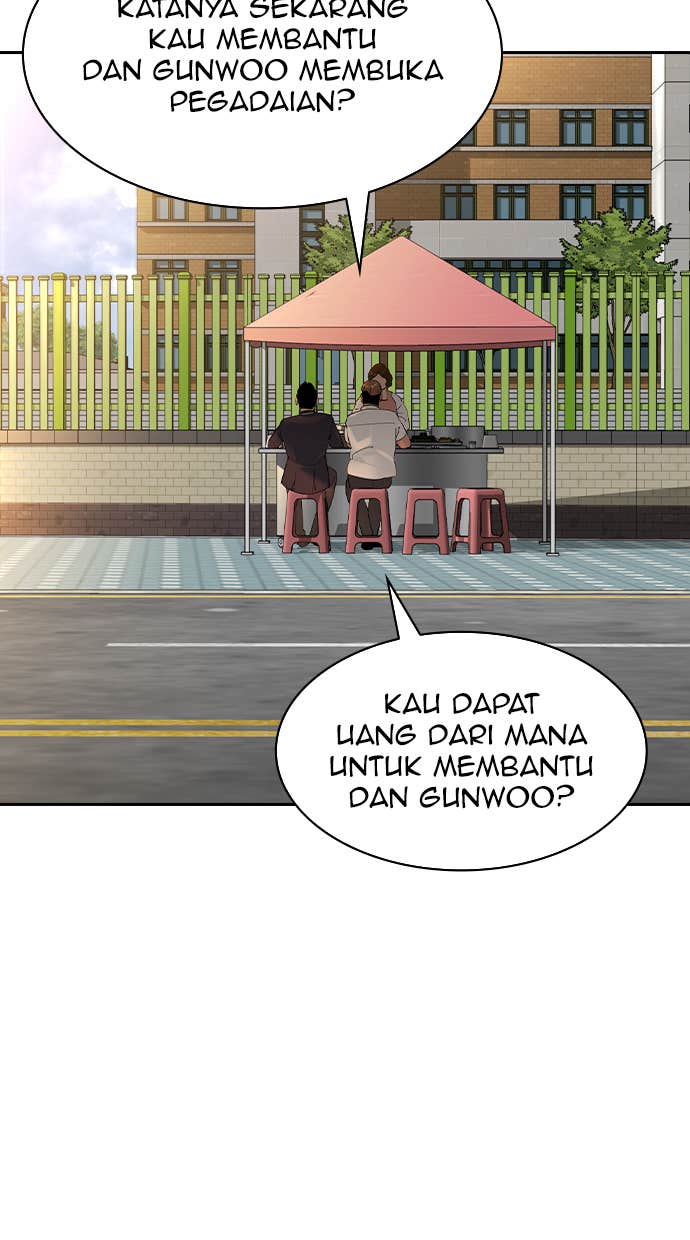 KATANYA SEKARANG
KAU MEMBANTU
DAN GUNWOO MEMBUKA
PEGADAIAN?
KAU DAPAT
UANG DARI MANA
UNTUK MEMBANTU
DAN GUNWOO?